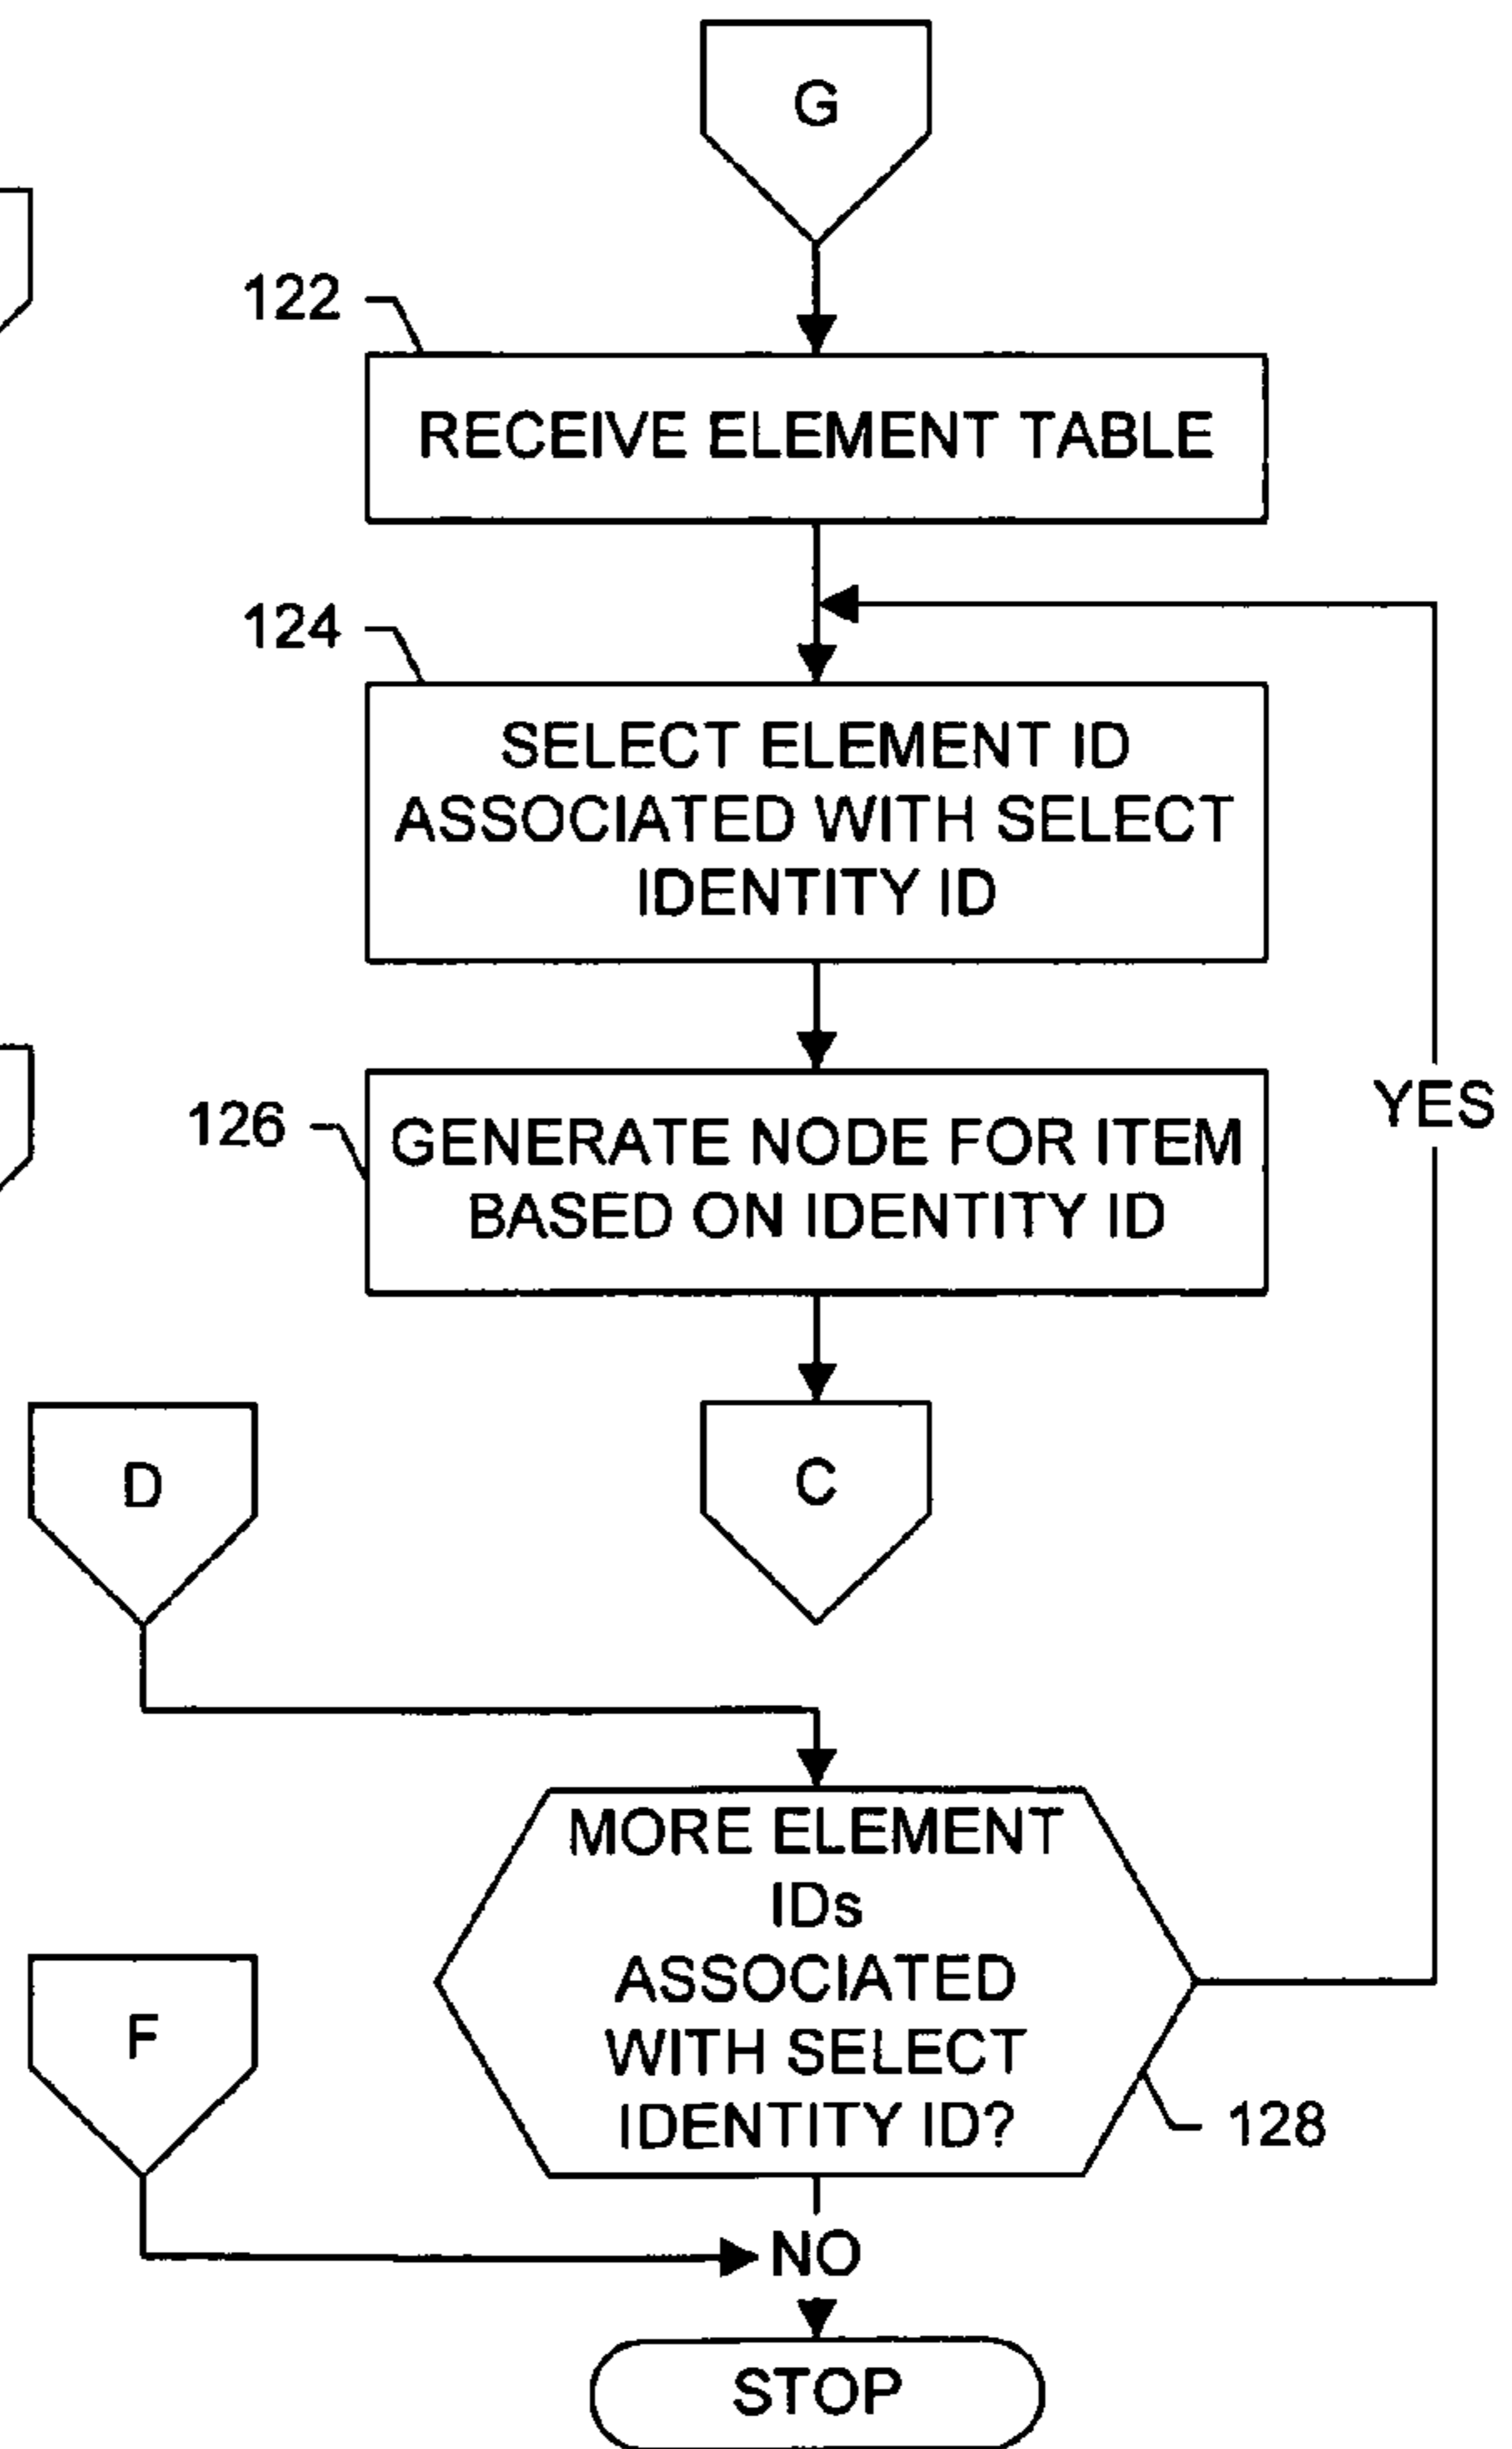 G
122
RECEIVE ELEMENT TABLE
124
SELECT ELEMENT ID
ASSOCIATED WITH SELECT
IDENTITY ID
126
GENERATE NODE FOR ITEM
BASED ON IDENTITY ID
YES
D
C
MORE ELEMENT
IDs
ASSOCIATED
WITH SELECT
IDENTITY ID?
F
128
NO
STOP